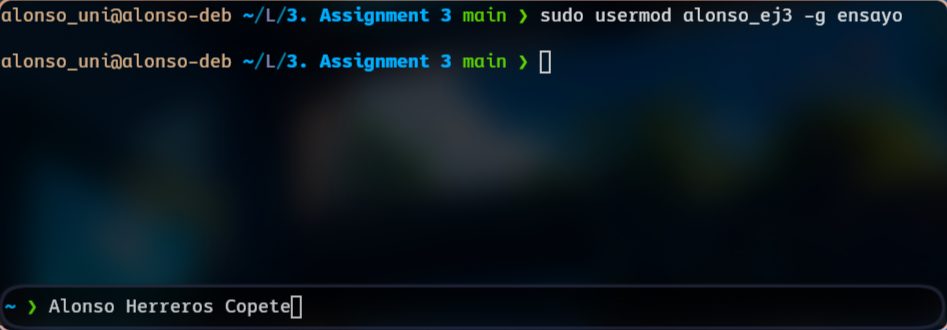 alonso_uni@alonso-deb ~/L/3. Assignment 3 main ❯ sudo usermod alonso_ej3 -g ensayo
alonso_uni@alonso-deb ~/L/3. Assignment 3 main ❯
~ ❯ Alonso Herreros Copete